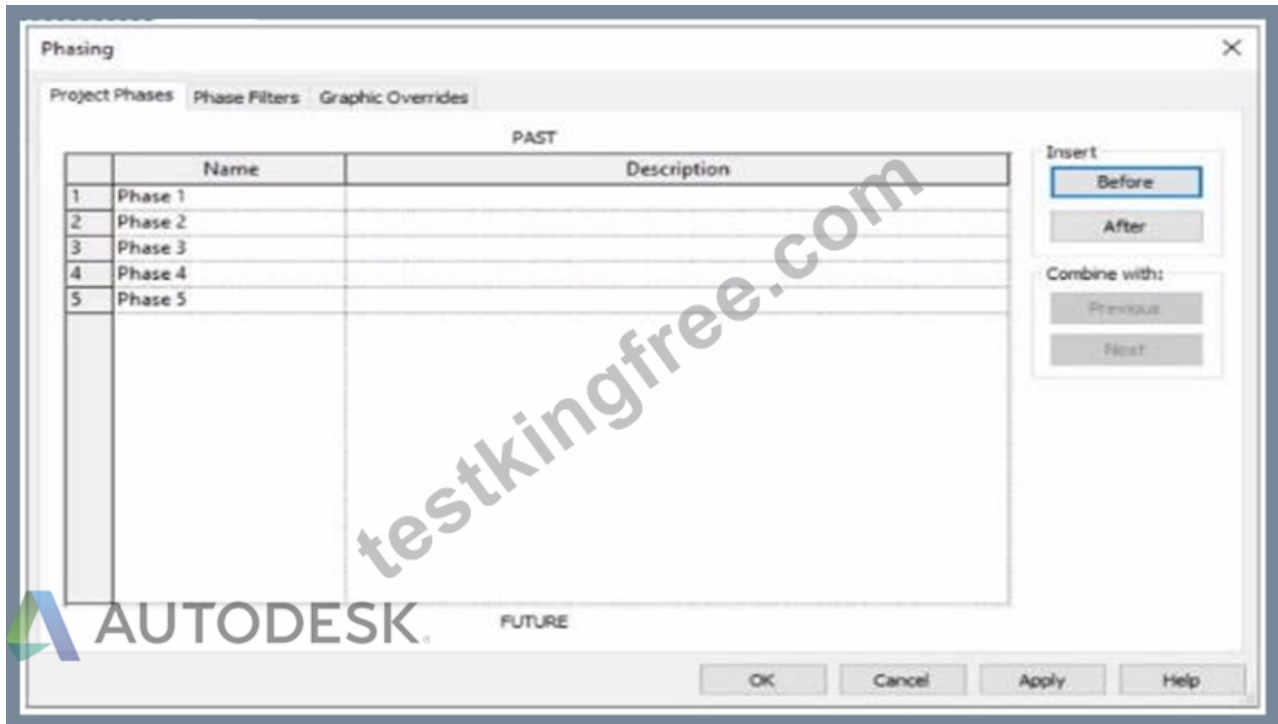 Phasing
Project Phases Phase Filters Graphic Overrides
PAST
Name Description
1 Phase 1
2 Phase 2
3 Phase 3
4 Phase 4
5 Phase 5
FUTURE
Insert
Before
After
Combine with:
Previous
Next
OK Cancel Apply Help
testkingfree.com
AUTODESK.